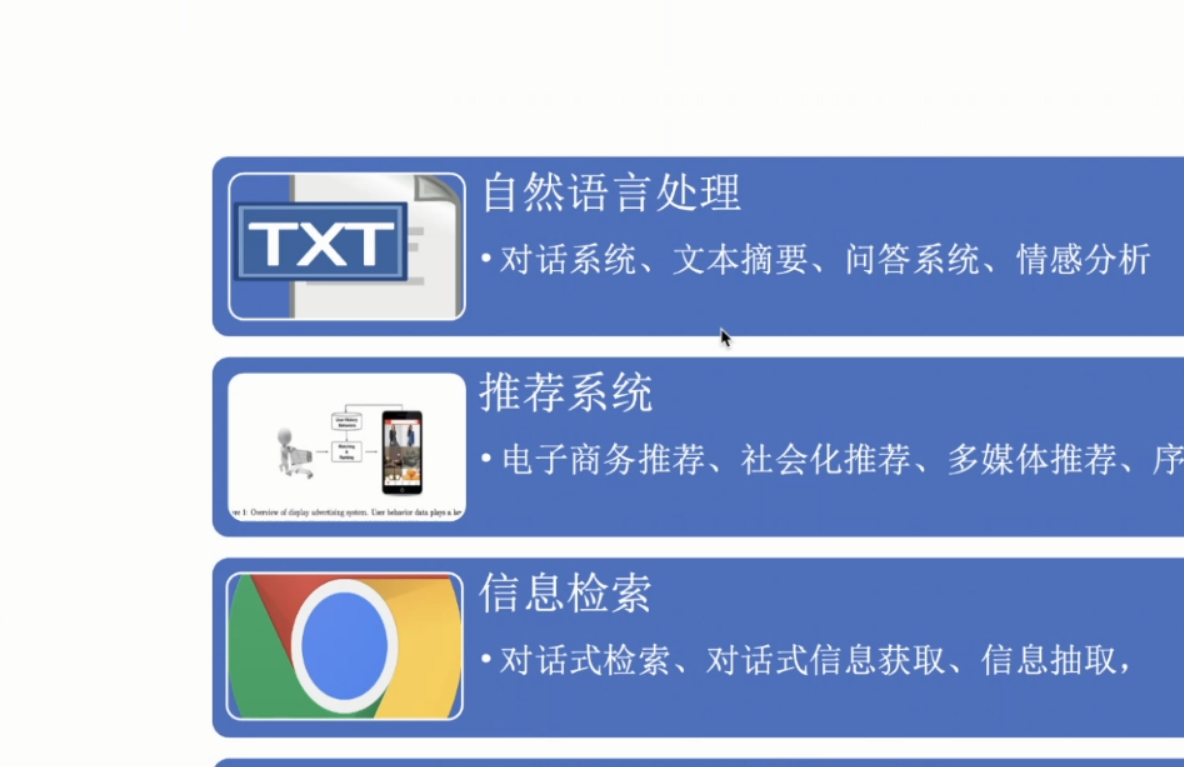 自然语言处理
TXT
• 对话系统、文本摘要、问答系统、情感分析
推荐系统
• 电子商务推荐、社会化推荐、多媒体推荐、序
User History
Behaviors
Matching
&
Ranking
re 1: Overview of display advertising system. User behavior data plays a key
信息检索
• 对话式检索、对话式信息获取、信息抽取，